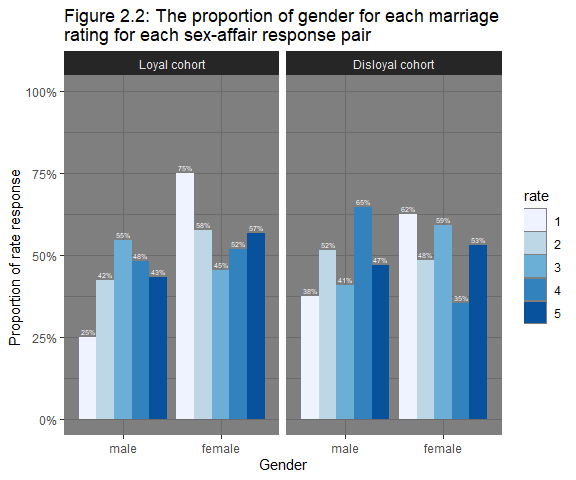 Figure 2.2: The proportion of gender for each marriage
rating for each sex-affair response pair
Loyal cohort
Disloyal cohort
Proportion of rate response
100%
75%
50%
25%
0%
25%
42%
55%
48%
43%
75%
58%
45%
52%
57%
38%
52%
41%
65%
47%
62%
48%
59%
35%
53%
male
female
male
female
Gender
rate
1
2
3
4
5